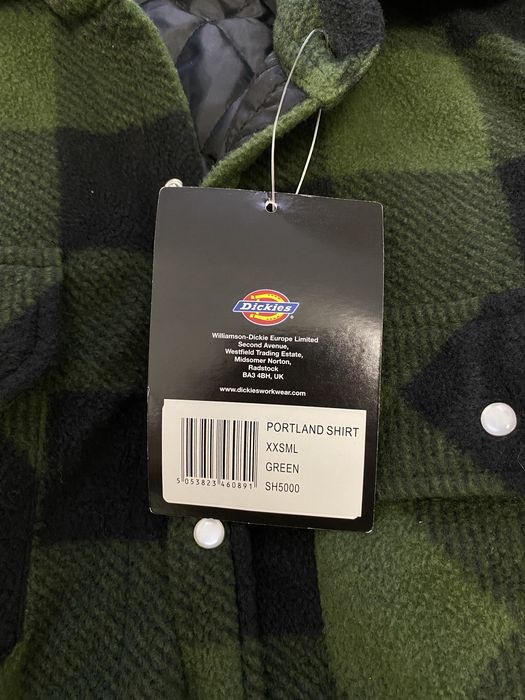 Dickies
Williamson-Dickie Europe Limited
Second Avenue,
Westfield Trading Estate,
Midsomer Norton,
Radstock
BA3 4BH, UK
www.dickiesworkwear.com
PORTLAND SHIRT
XXSML
GREEN
SH5000
5 053823 460891